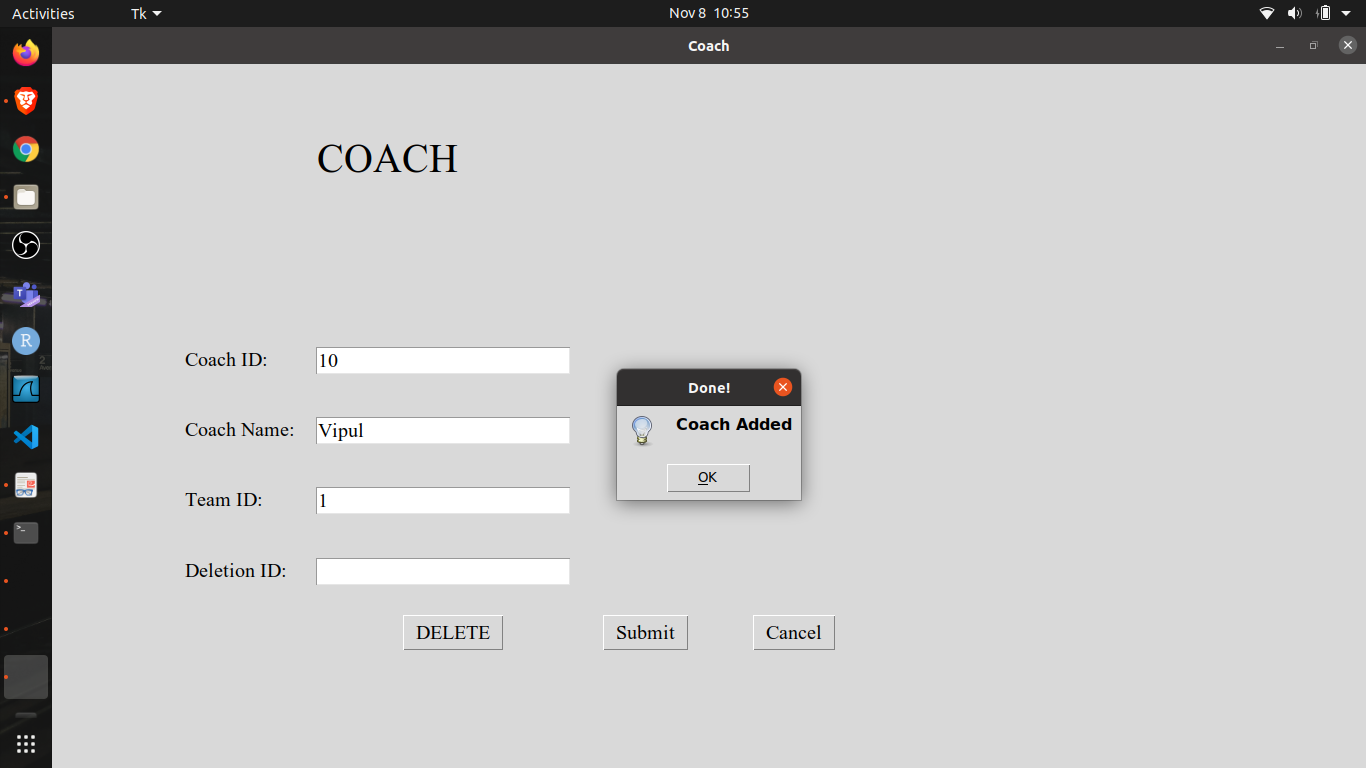 Activities
Tk
Nov 8 10:55
Coach
COACH
Coach ID:
10
Coach Name:
Vipul
Team ID:
1
Deletion ID:
DELETE
Submit
Cancel
Done!
Coach Added
OK